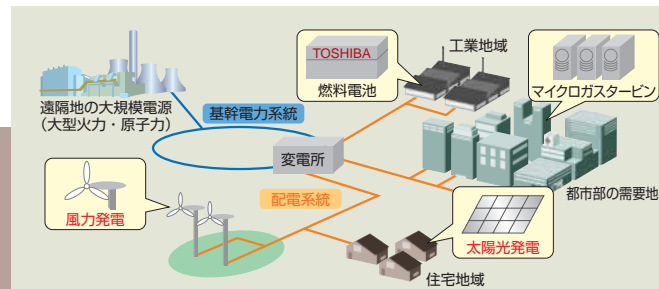 TOSHIBA
燃料電池
工業地域
マイクロガスタービン
遠隔地の大規模電源
（大型火力・原子力）
基幹電力系統
変電所
都市部の需要地
風力発電
配電系統
太陽光発電
住宅地域